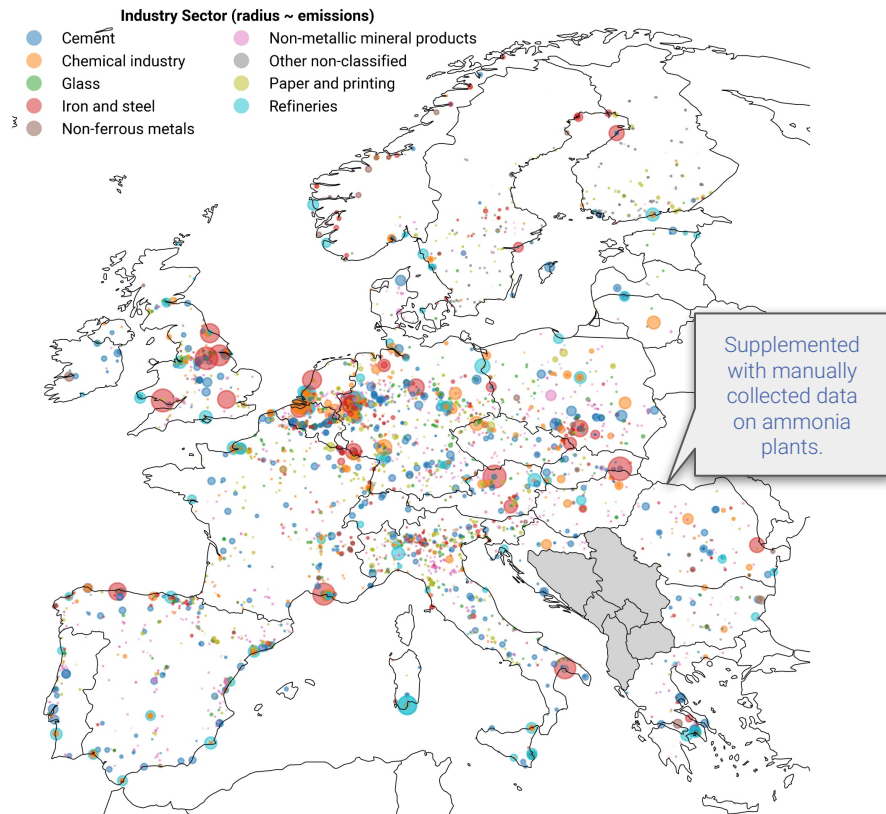 Industry Sector (radius ~ emissions)
Cement
Chemical industry
Glass
Iron and steel
Non-ferrous metals
Non-metallic mineral products
Other non-classified
Paper and printing
Refineries
Supplemented
with manually
collected data
on ammonia
plants.